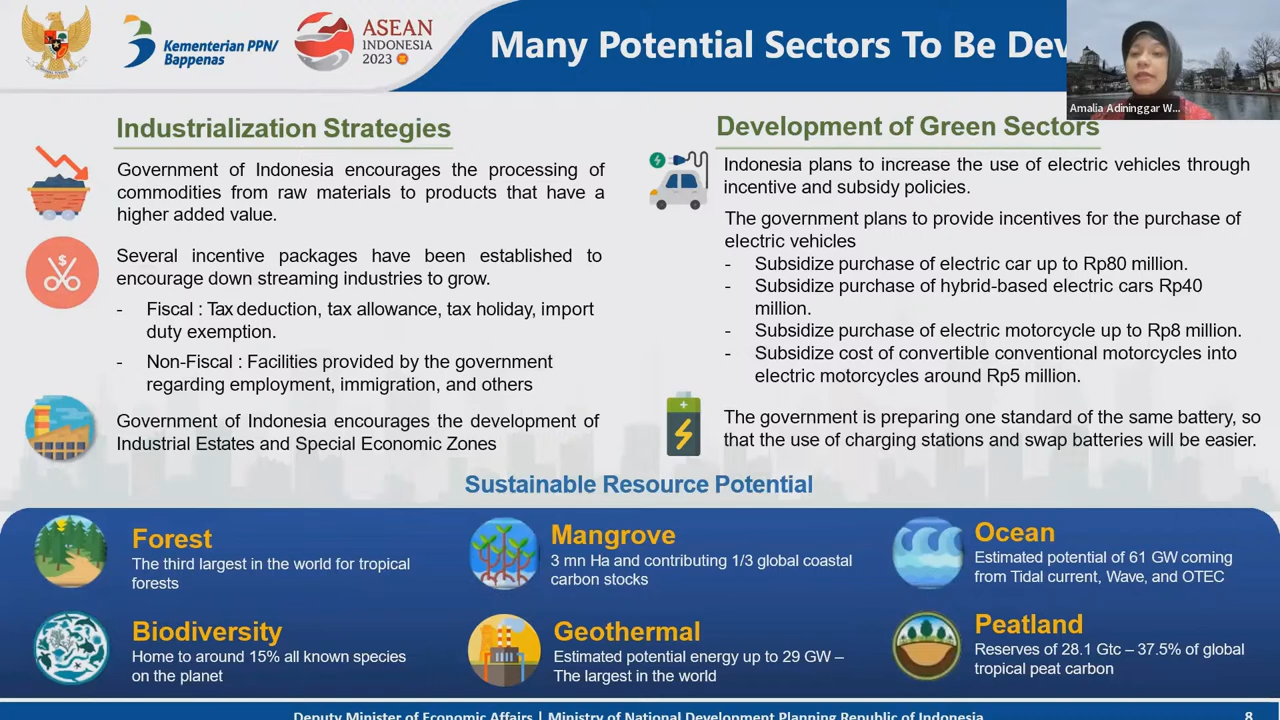 Kementerian PPN/
Bappenas
ASEAN
INDONESIA
2023
Many Potential Sectors To Be Dev
Amalia Adininggar W...
Industrialization Strategies
Government of Indonesia encourages the processing of
commodities from raw materials to products that have a
higher added value.
Several incentive packages have been established to
encourage down streaming industries to grow.
- Fiscal : Tax deduction, tax allowance, tax holiday, import
duty exemption.
- Non-Fiscal : Facilities provided by the government
regarding employment, immigration, and others
Government of Indonesia encourages the development of
Industrial Estates and Special Economic Zones
Development of Green Sectors
Indonesia plans to increase the use of electric vehicles through
incentive and subsidy policies.
The government plans to provide incentives for the purchase of
electric vehicles
- Subsidize purchase of electric car up to Rp80 million.
- Subsidize purchase of hybrid-based electric cars Rp40
million.
- Subsidize purchase of electric motorcycle up to Rp8 million.
- Subsidize cost of convertible conventional motorcycles into
electric motorcycles around Rp5 million.
The government is preparing one standard of the same battery, so
that the use of charging stations and swap batteries will be easier.
Sustainable Resource Potential
Forest
The third largest in the world for tropical
forests
Mangrove
3 mn Ha and contributing 1/3 global coastal
carbon stocks
Ocean
Estimated potential of 61 GW coming
from Tidal current, Wave, and OTEC
Biodiversity
Home to around 15% all known species
on the planet
Geothermal
Estimated potential energy up to 29 GW –
The largest in the world
Peatland
Reserves of 28.1 Gtc – 37.5% of global
tropical peat carbon
Deputy Minister of Economic Affairs | Ministry of National Development Planning Republic of Indonesia
8